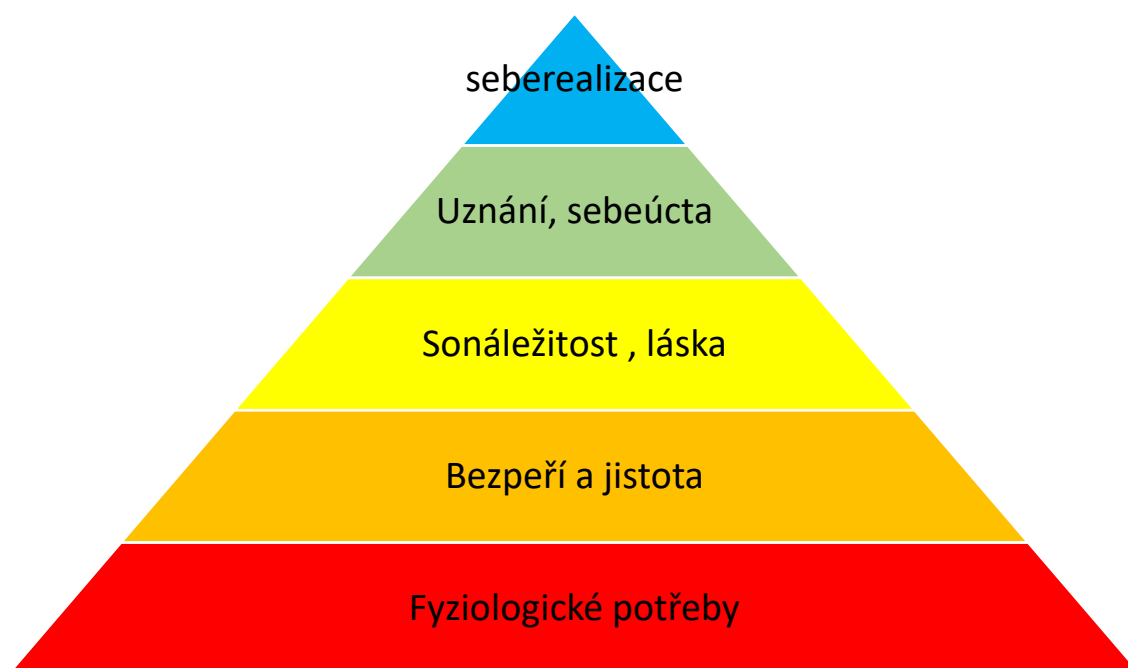 seberealizace
Uznání, sebeúcta
Sonáležitost , láska
Bezpeří a jistota
Fyziologické potřeby